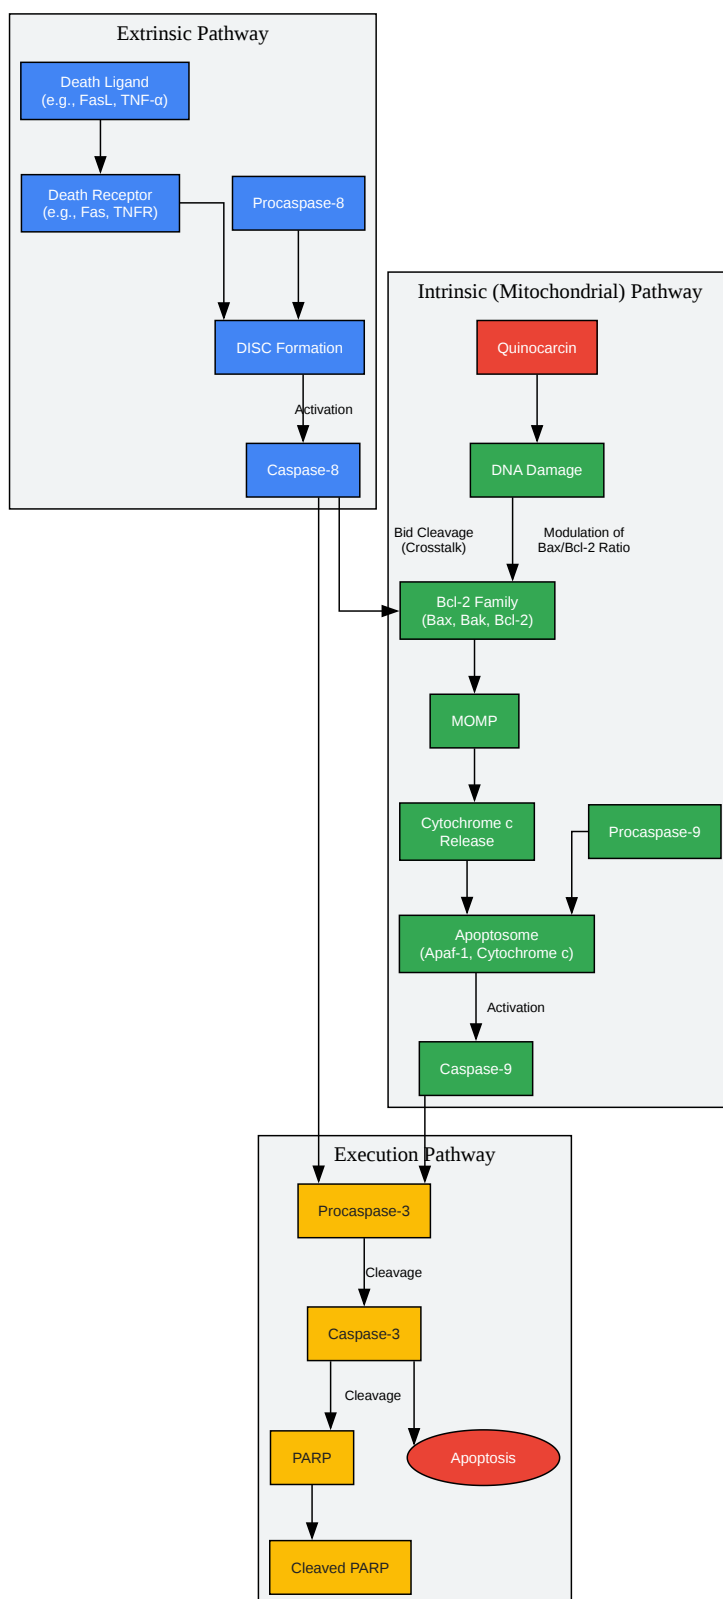 Extrinsic Pathway
Death Ligand
(e.g., FasL, TNF-α)
Death Receptor
(e.g., Fas, TNFR)
Procaspase-8
DISC Formation
Activation
Caspase-8
Intrinsic (Mitochondrial) Pathway
Quinocarcin
DNA Damage
Bid Cleavage
(Crosstalk)
Modulation of
Bax/Bcl-2 Ratio
Bcl-2 Family
(Bax, Bak, Bcl-2)
MOMP
Cytochrome c
Release
Procaspase-9
Apoptosome
(Apaf-1, Cytochrome c)
Activation
Caspase-9
Execution Pathway
Procaspase-3
Cleavage
Caspase-3
Cleavage
PARP
Apoptosis
Cleaved PARP